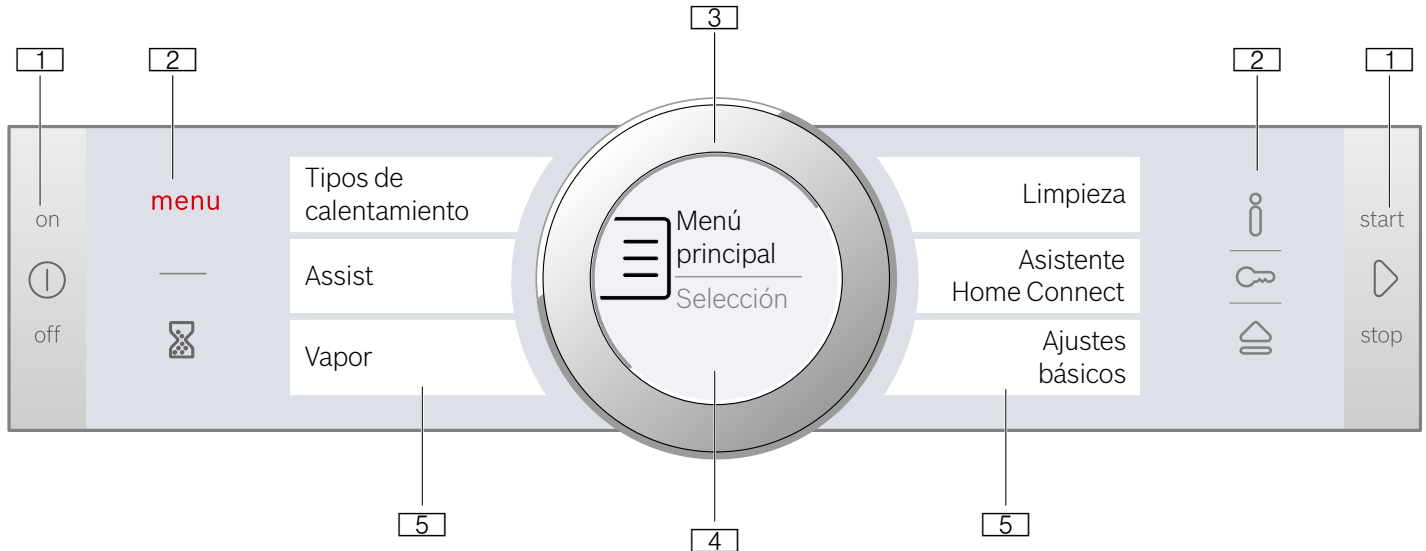 3
1
2
2
1
on
off
menu
Tipos de
calentamiento
Assist
Vapor
Menú
principal
Selección
Limpieza
Asistente
Home Connect
Ajustes
básicos
start
stop
5
4
5